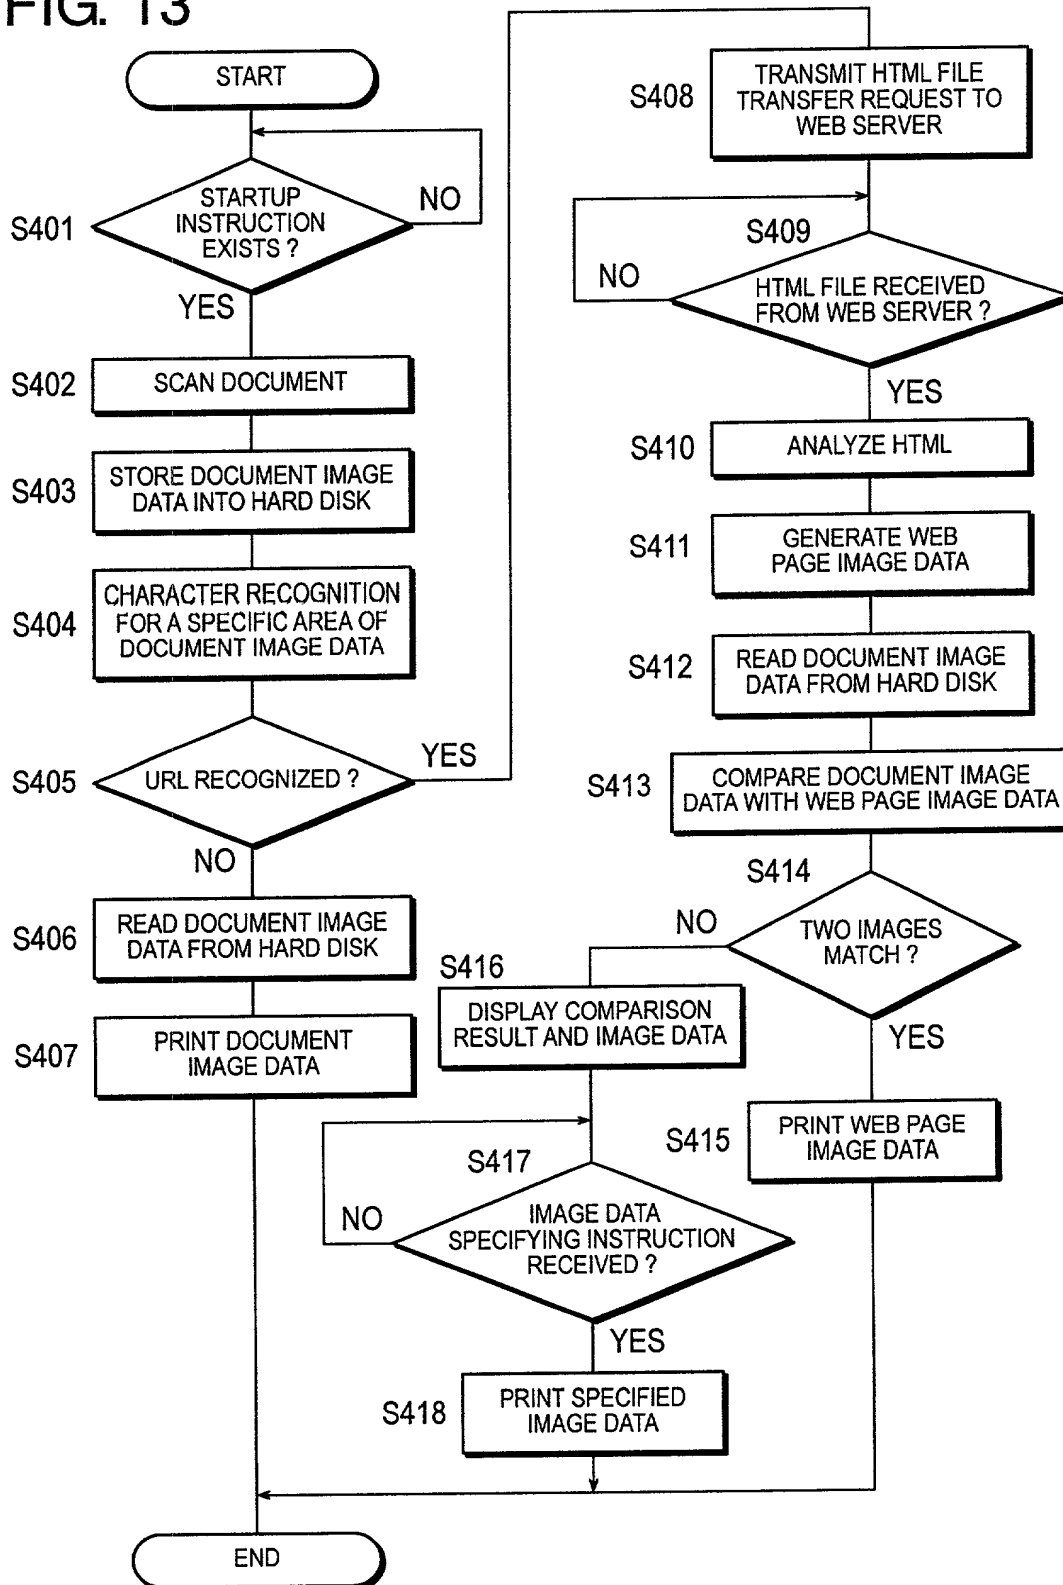 FIG. 13
START
S401
STARTUP
INSTRUCTION
EXISTS ?
NO
YES
S402
SCAN DOCUMENT
S403
STORE DOCUMENT IMAGE
DATA INTO HARD DISK
S404
CHARACTER RECOGNITION
FOR A SPECIFIC AREA OF
DOCUMENT IMAGE DATA
S405
URL RECOGNIZED ?
YES
NO
S406
READ DOCUMENT IMAGE
DATA FROM HARD DISK
S407
PRINT DOCUMENT
IMAGE DATA
S408
TRANSMIT HTML FILE
TRANSFER REQUEST TO
WEB SERVER
S409
NO
HTML FILE RECEIVED
FROM WEB SERVER ?
YES
S410
ANALYZE HTML
S411
GENERATE WEB
PAGE IMAGE DATA
S412
READ DOCUMENT IMAGE
DATA FROM HARD DISK
S413
COMPARE DOCUMENT IMAGE
DATA WITH WEB PAGE IMAGE DATA
S414
NO
TWO IMAGES
MATCH ?
YES
S415
PRINT WEB PAGE
IMAGE DATA
S416
DISPLAY COMPARISON
RESULT AND IMAGE DATA
S417
NO
IMAGE DATA
SPECIFYING INSTRUCTION
RECEIVED ?
YES
S418
PRINT SPECIFIED
IMAGE DATA
END